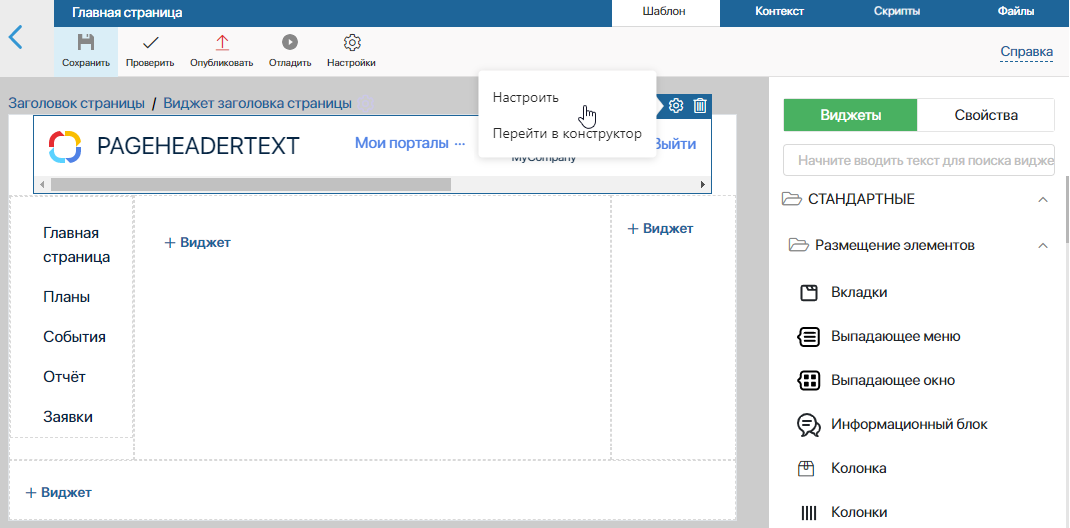 Главная страница
Шаблон
Контекст
Скрипты
Файлы
Сохранить
Проверить
Опубликовать
Отладить
Настройки
Справка
Заголовок страницы / Виджет заголовка страницы
Настроить
Перейти в конструктор
PAGEHEADERTEXT
Мои порталы ...
MyCompany
Выйти
Главная
страница
Планы
События
Отчёт
Заявки
+ Виджет
+ Виджет
+ Виджет
Виджеты
Свойства
Начните вводить текст для поиска видже
СТАНДАРТНЫЕ
Размещение элементов
Вкладки
Выпадающее меню
Выпадающее окно
Информационный блок
Колонка
Колонки